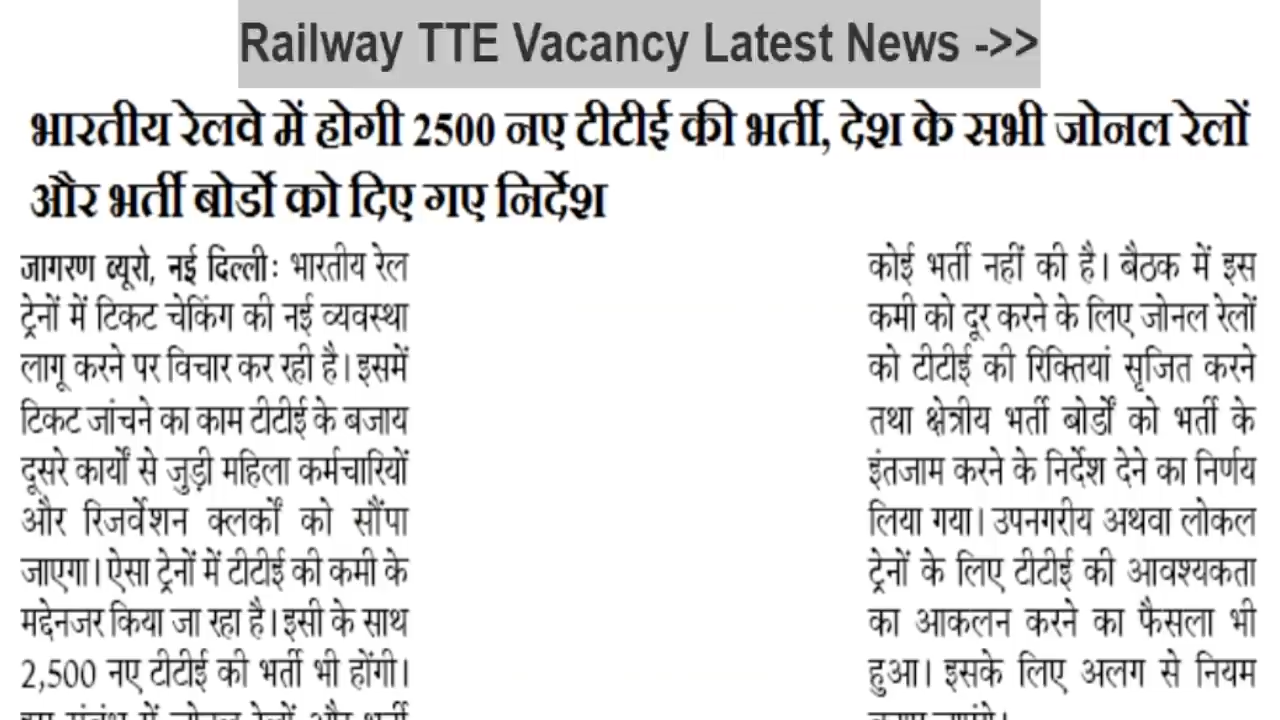 Railway TTE Vacancy Latest News ->>
भारतीय रेलवे में होगी 2500 नए टीटीई की भर्ती, देश के सभी जोनल रेलों
और भर्ती बोर्डो को दिए गए निर्देश
जागरण ब्यूरो, नई दिल्ली: भारतीय रेल
ट्रेनों में टिकट चेकिंग की नई व्यवस्था
लागू करने पर विचार कर रही है। इसमें
टिकट जांचने का काम टीटीई के बजाय
दूसरे कार्यों से जुड़ी महिला कर्मचारियों
और रिजर्वेशन क्लर्कों को सौंपा
जाएगा। ऐसा ट्रेनों में टीटीई की कमी के
मद्देनजर किया जा रहा है। इसी के साथ
2,500 नए टीटीई की भर्ती भी होंगी।
कोई भर्ती नहीं की है। बैठक में इस
कमी को दूर करने के लिए जोनल रेलों
को टीटीई की रिक्तियां सृजित करने
तथा क्षेत्रीय भर्ती बोर्डों को भर्ती के
इंतजाम करने के निर्देश देने का निर्णय
लिया गया। उपनगरीय अथवा लोकल
ट्रेनों के लिए टीटीई की आवश्यकता
का आकलन करने का फैसला भी
हुआ। इसके लिए अलग से नियम